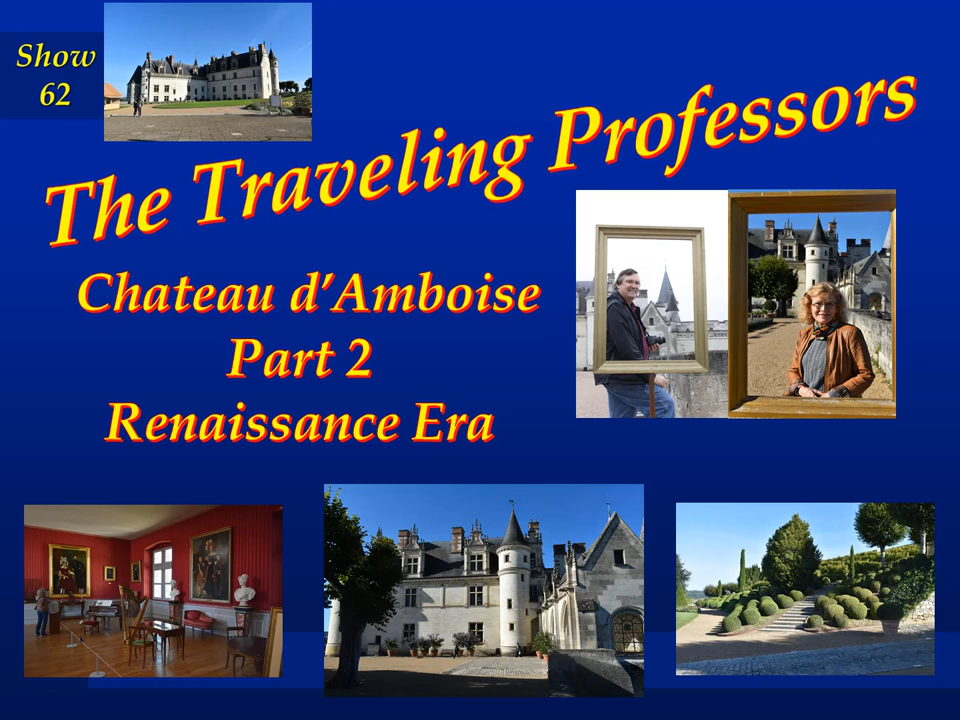 Show
62
The Traveling Professors
Chateau d’Amboise
Part 2
Renaissance Era